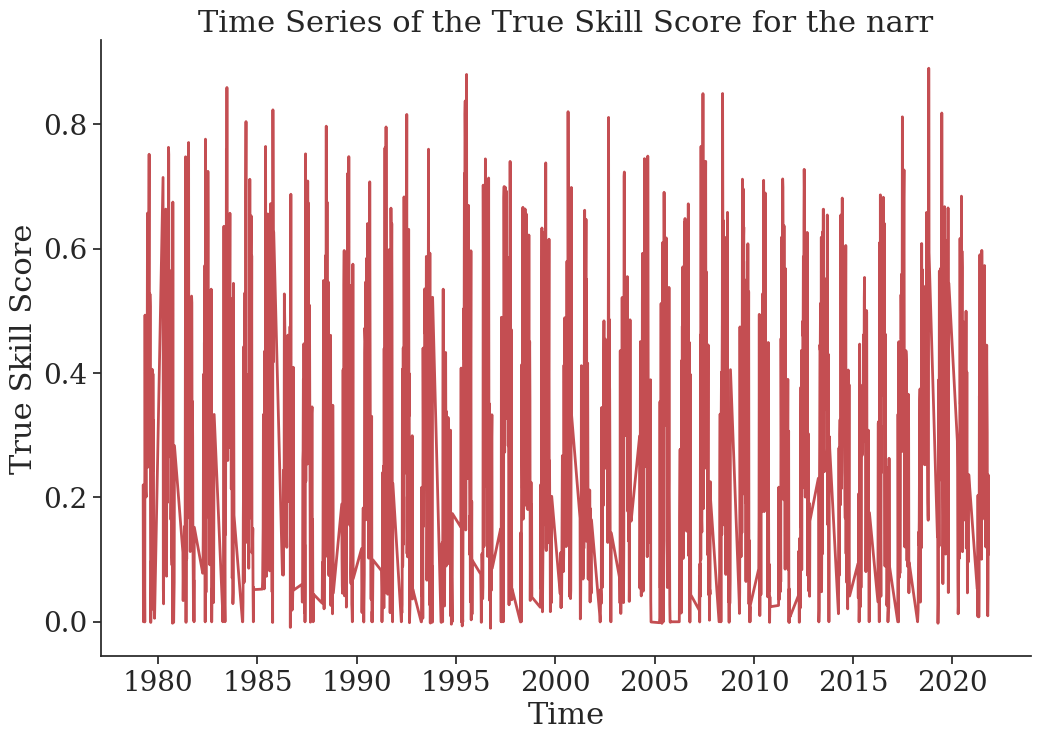 Time Series of the True Skill Score for the narr
True Skill Score
0.8
0.6
0.4
0.2
0.0
1980 1985 1990 1995 2000 2005 2010 2015 2020
Time